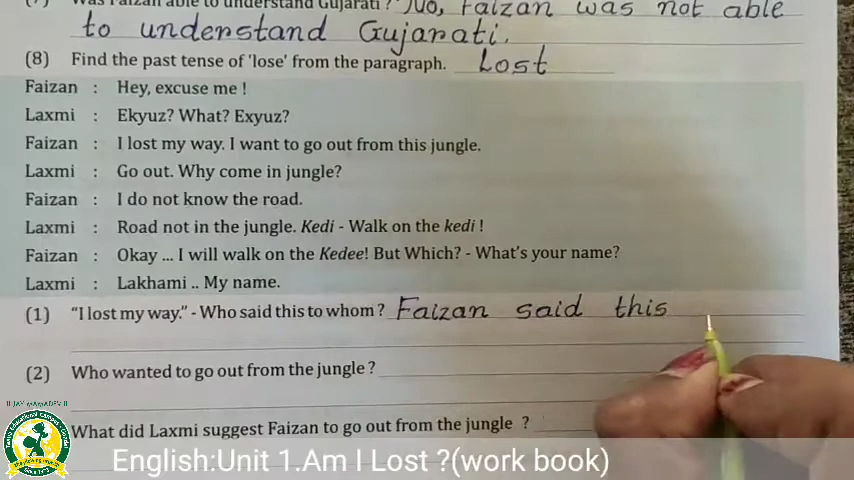 (7) Was Faizan able to understand Gujarati ? No, Faizan was not able
to understand Gujarati.
(8) Find the past tense of 'lose' from the paragraph. Lost
Faizan : Hey, excuse me !
Laxmi : Ekyuz? What? Exyuz?
Faizan : I lost my way. I want to go out from this jungle.
Laxmi : Go out. Why come in jungle?
Faizan : I do not know the road.
Laxmi : Road not in the jungle. Kedi - Walk on the kedi !
Faizan : Okay ... I will walk on the Kedee! But Which? - What's your name?
Laxmi : Lakhami .. My name.
(1) "I lost my way." - Who said this to whom ? Faizan said this
(2) Who wanted to go out from the jungle ?
What did Laxmi suggest Faizan to go out from the jungle ?
English:Unit 1.Am I Lost ?(work book)